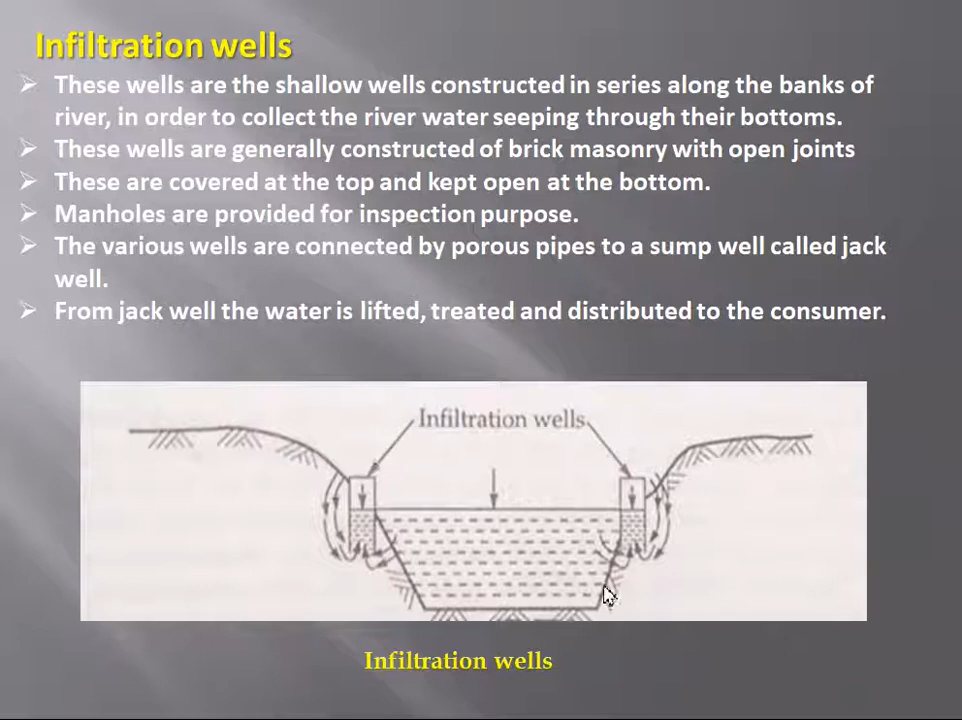 Infiltration wells
These wells are the shallow wells constructed in series along the banks of
river, in order to collect the river water seeping through their bottoms.
These wells are generally constructed of brick masonry with open joints
These are covered at the top and kept open at the bottom.
Manholes are provided for inspection purpose.
The various wells are connected by porous pipes to a sump well called jack
well.
From jack well the water is lifted, treated and distributed to the consumer.
Infiltration wells
Infiltration wells